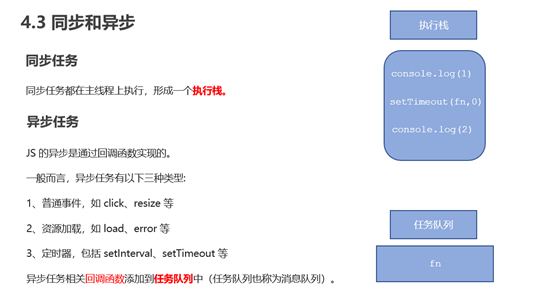 4.3 同步和异步
同步任务
同步任务都在主线程上执行，形成一个执行栈。
异步任务
JS 的异步是通过回调函数实现的。
一般而言，异步任务有以下三种类型:
1、普通事件，如 click、resize 等
2、资源加载，如 load、error 等
3、定时器，包括 setInterval、setTimeout 等
异步任务相关回调函数添加到任务队列中（任务队列也称为消息队列）。
执行栈
console.log(1)
setTimeout(fn,0)
console.log(2)
任务队列
fn